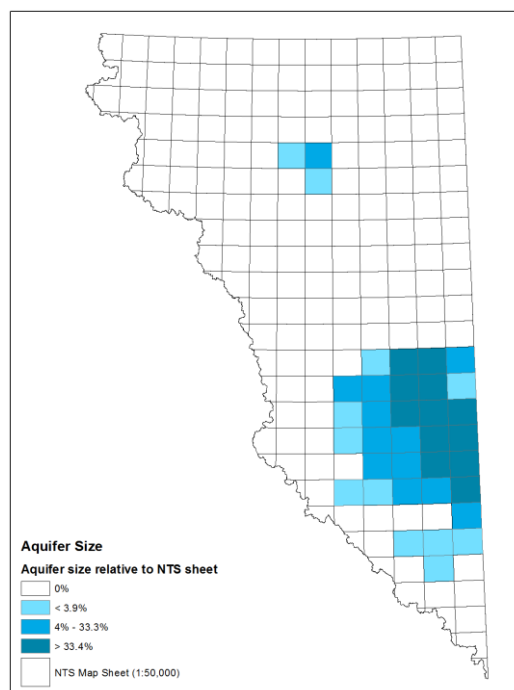 Aquifer Size
Aquifer size relative to NTS sheet
0%
< 3.9%
4% - 33.3%
> 33.4%
NTS Map Sheet (1:50,000)